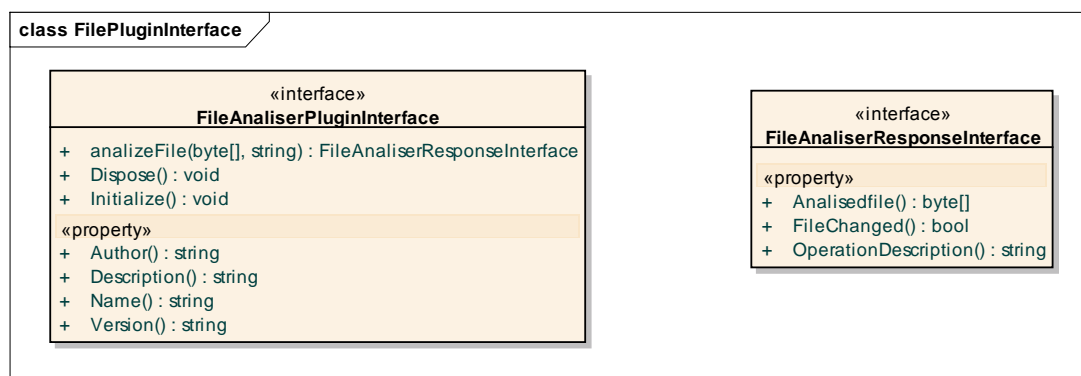 class FilePluginInterface
«interface»
FileAnaliserPluginInterface
+ analizeFile(byte[], string) : FileAnaliserResponseInterface
+ Dispose() : void
+ Initialize() : void
«property»
+ Author() : string
+ Description() : string
+ Name() : string
+ Version() : string
«interface»
FileAnaliserResponseInterface
«property»
+ Analisedfile() : byte[]
+ FileChanged() : bool
+ OperationDescription() : string